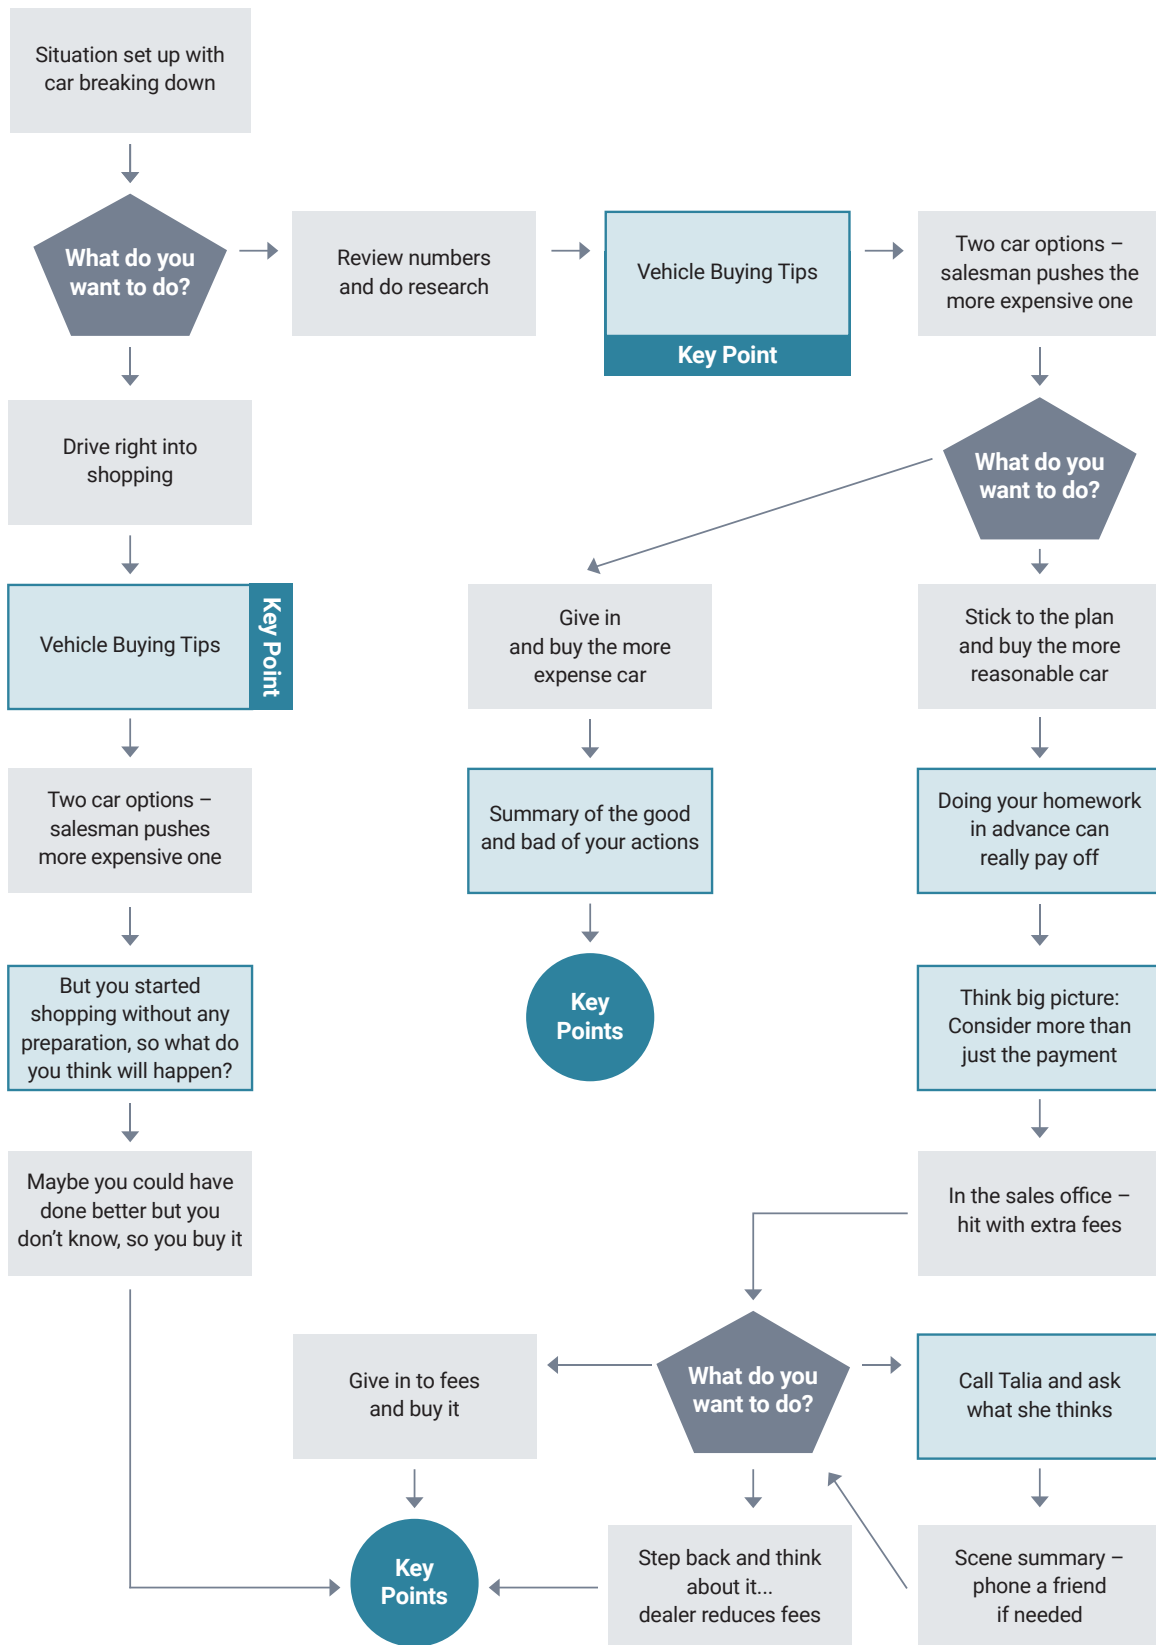 Situation set up with
car breaking down
What do you
want to do?
Review numbers
and do research
Vehicle Buying Tips
Key Point
Two car options –
salesman pushes the
more expensive one
Drive right into
shopping
What do you
want to do?
Vehicle Buying Tips
Key Point
Give in
and buy the more
expense car
Stick to the plan
and buy the more
reasonable car
Two car options –
salesman pushes
more expensive one
Summary of the good
and bad of your actions
Doing your homework
in advance can
really pay off
But you started
shopping without any
preparation, so what do
you think will happen?
Key
Points
Think big picture:
Consider more than
just the payment
Maybe you could have
done better but you
don't know, so you buy it
In the sales office –
hit with extra fees
Give in to fees
and buy it
What do you
want to do?
Call Talia and ask
what she thinks
Key
Points
Step back and think
about it...
dealer reduces fees
Scene summary –
phone a friend
if needed